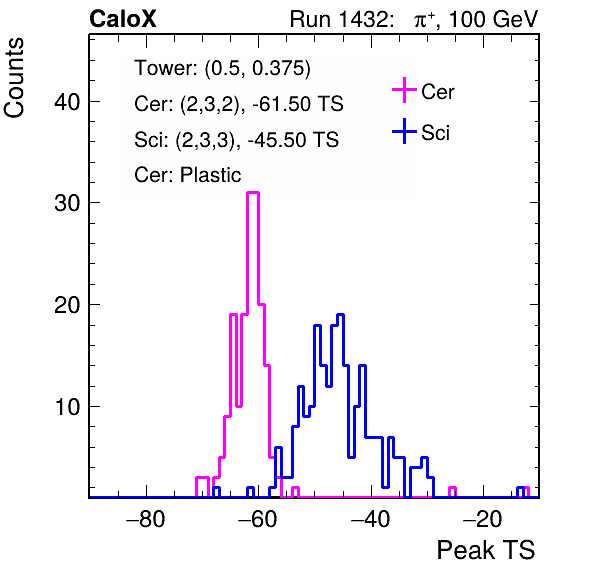 CaloX Run 1432: π⁺, 100 GeV
Counts
Tower: (0.5, 0.375)
Cer: (2,3,2), -61.50 TS
Sci: (2,3,3), -45.50 TS
Cer: Plastic
Cer
Sci
40
30
20
10
−80 −60 −40 −20
Peak TS